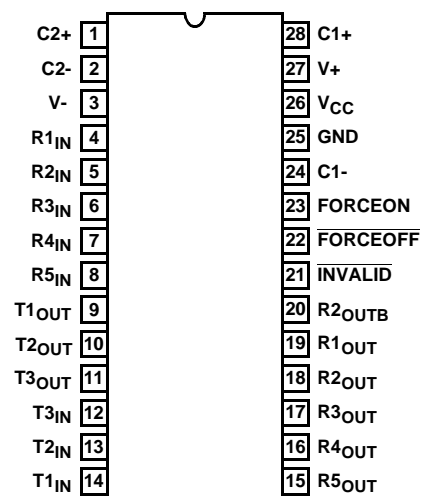 C2+ 1 28 C1+
C2- 2 27 V+
V- 3 26 VCC
R1IN 4 25 GND
R2IN 5 24 C1-
R3IN 6 23 FORCEON
R4IN 7 22 FORCEOFF
R5IN 8 21 INVALID
T1OUT 9 20 R2OUTB
T2OUT 10 19 R1OUT
T3OUT 11 18 R2OUT
T3IN 12 17 R3OUT
T2IN 13 16 R4OUT
T1IN 14 15 R5OUT